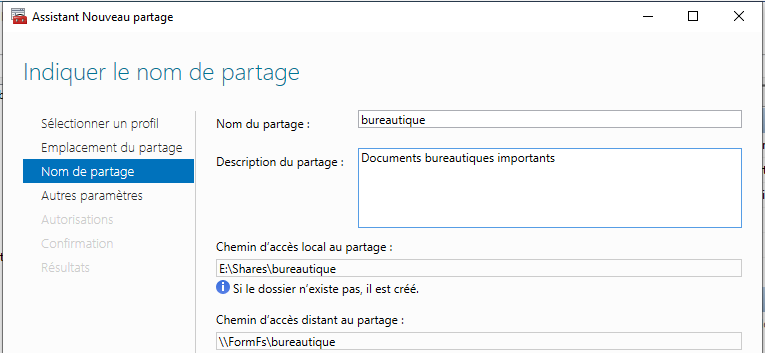 Assistant Nouveau partage
Indiquer le nom de partage
Sélectionner un profil
Emplacement du partage
Nom de partage
Autres paramètres
Autorisations
Confirmation
Résultats
Nom du partage :
bureautique
Description du partage :
Documents bureautiques importants
Chemin d'accès local au partage :
E:\Shares\bureautique
Si le dossier n'existe pas, il est créé.
Chemin d'accès distant au partage :
\\FormFs\bureautique